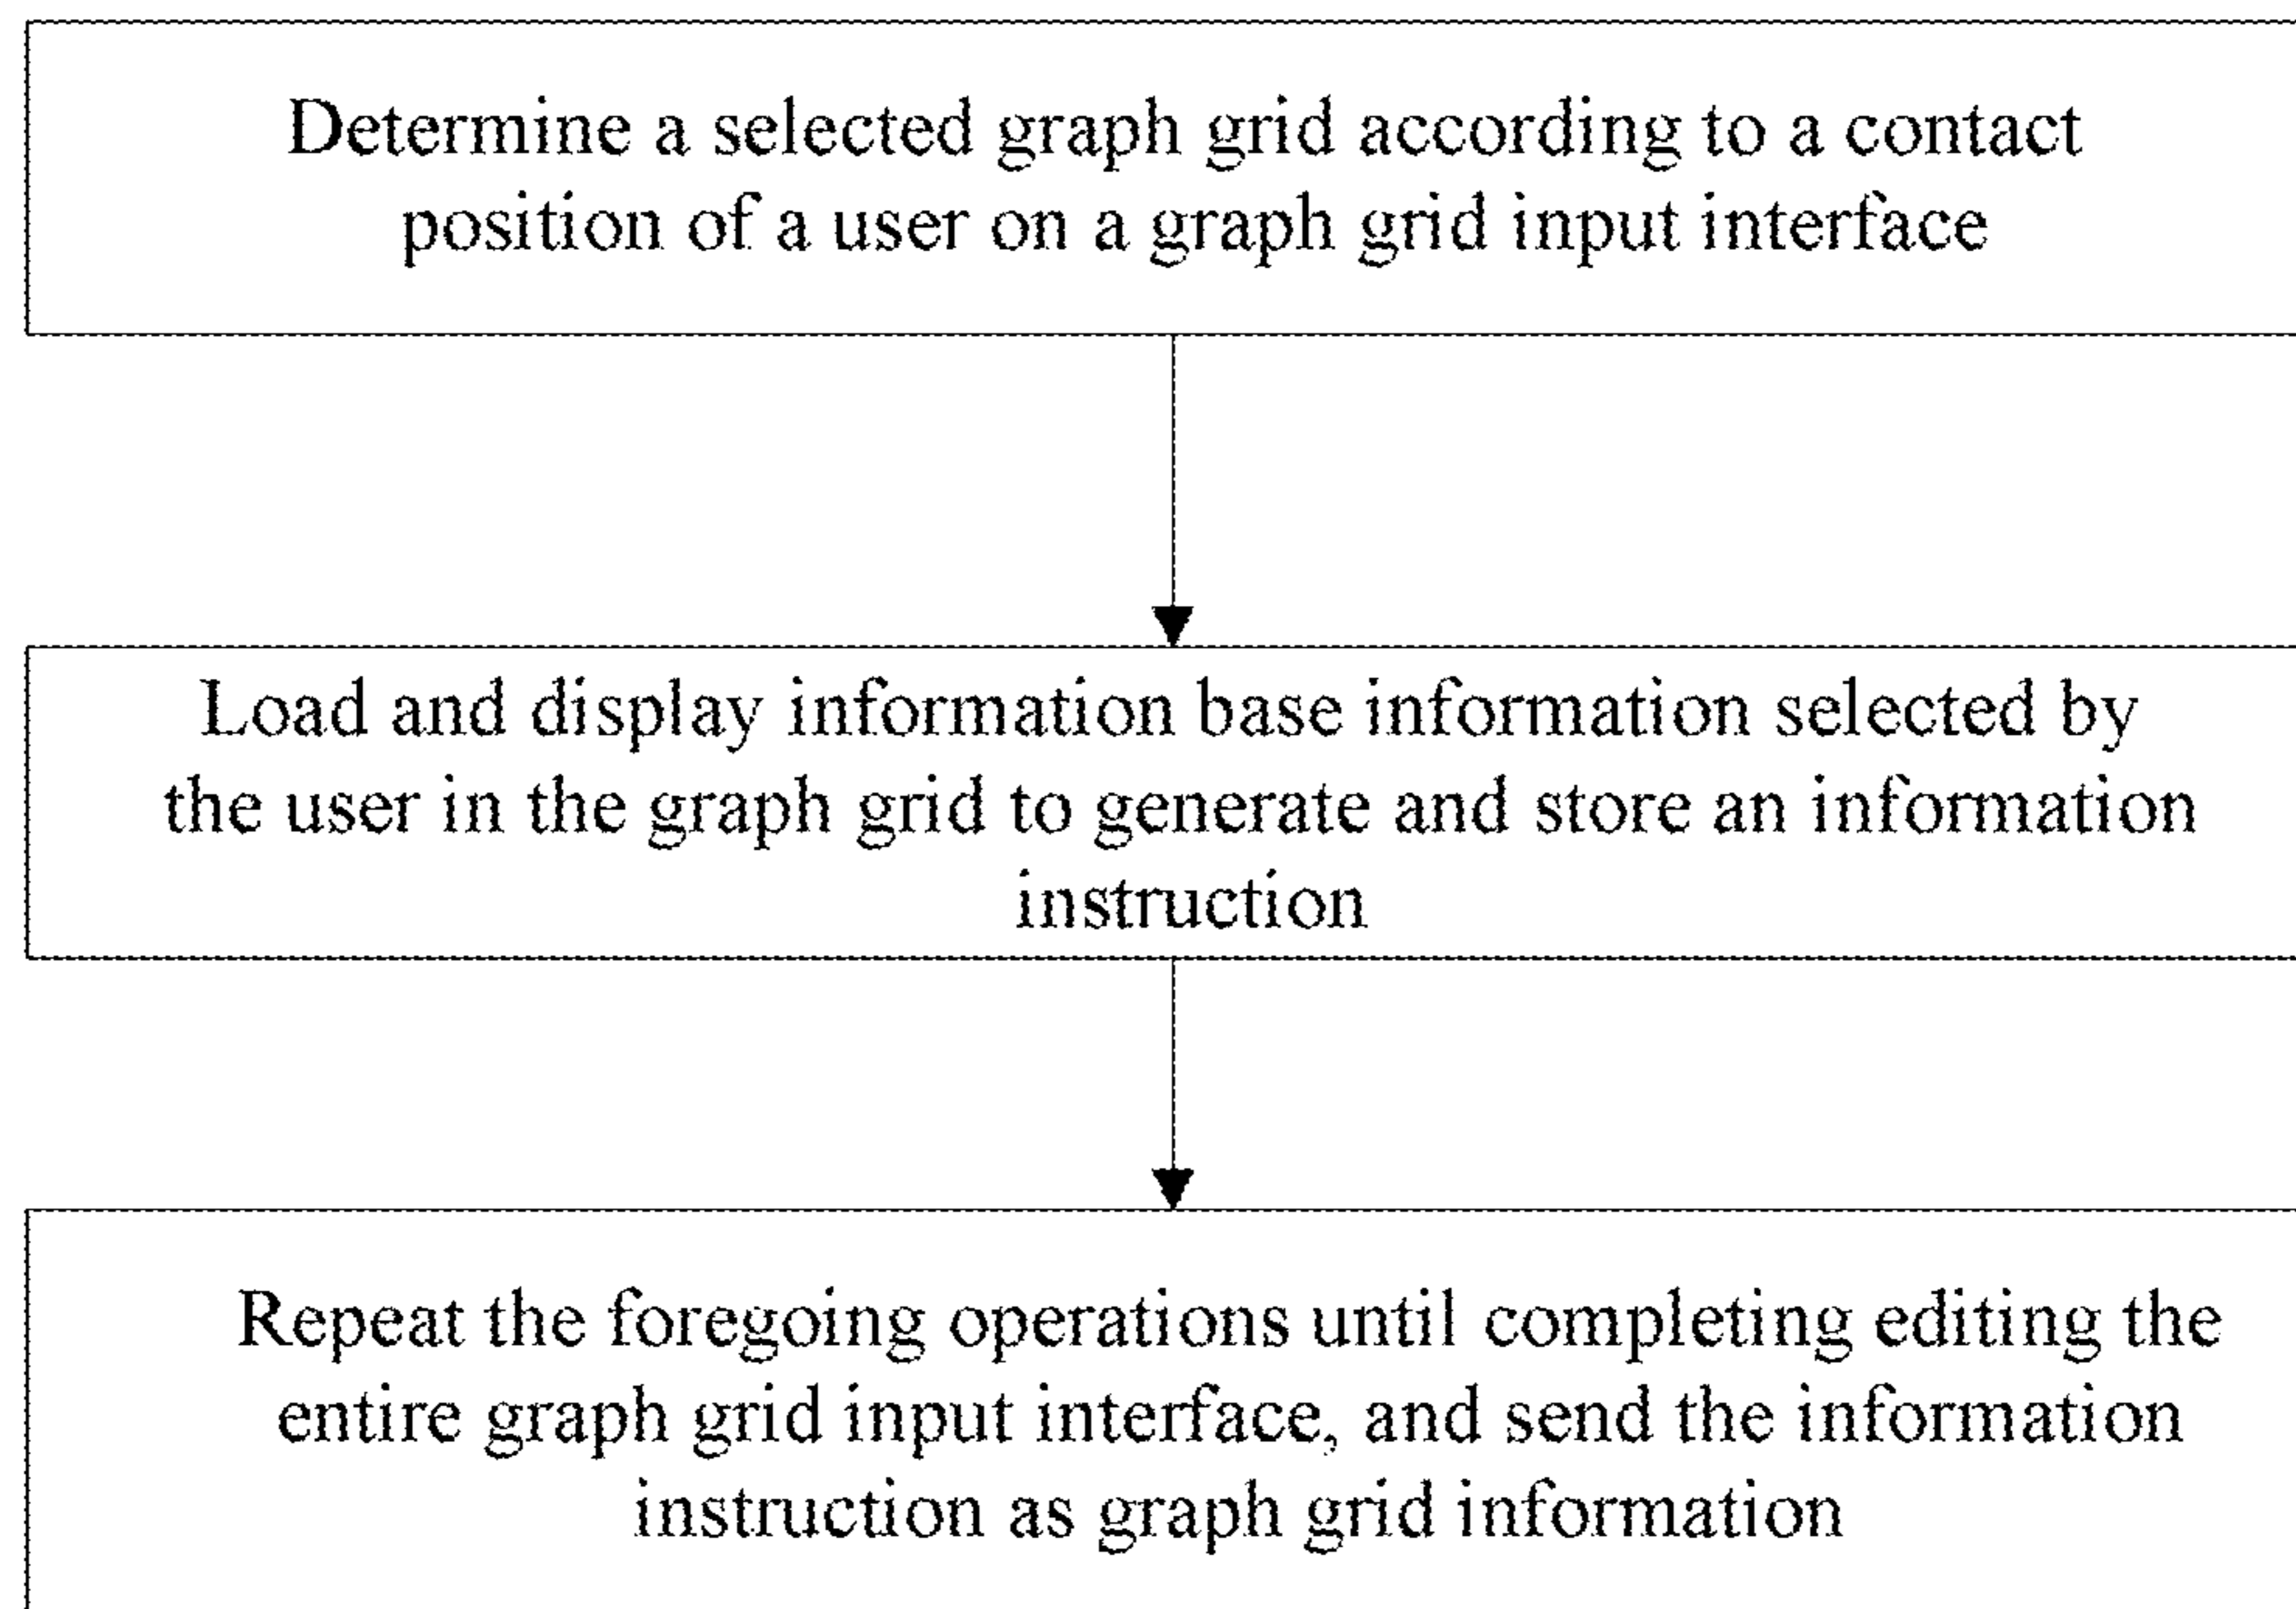 Determine a selected graph grid according to a contact
position of a user on a graph grid input interface
Load and display information base information selected by
the user in the graph grid to generate and store an information
instruction
Repeat the foregoing operations until completing editing the
entire graph grid input interface, and send the information
instruction as graph grid information